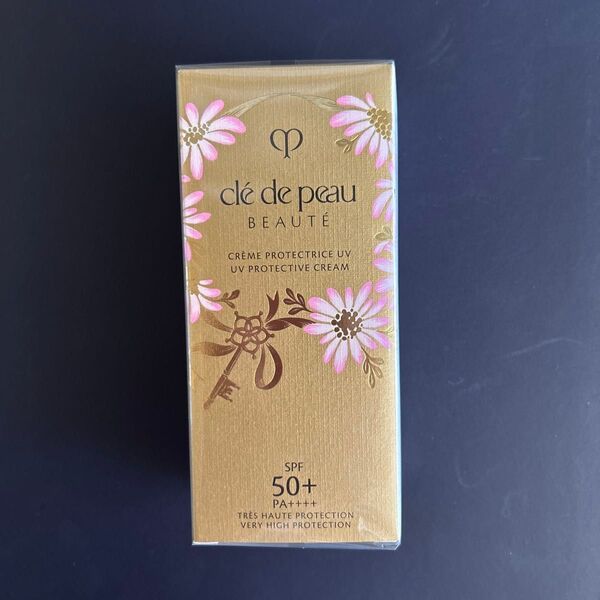 clé de peau
BEAUTÉ
CRÈME PROTECTRICE UV
UV PROTECTIVE CREAM
SPF
50+
PA++++
TRÈS HAUTE PROTECTION
VERY HIGH PROTECTION